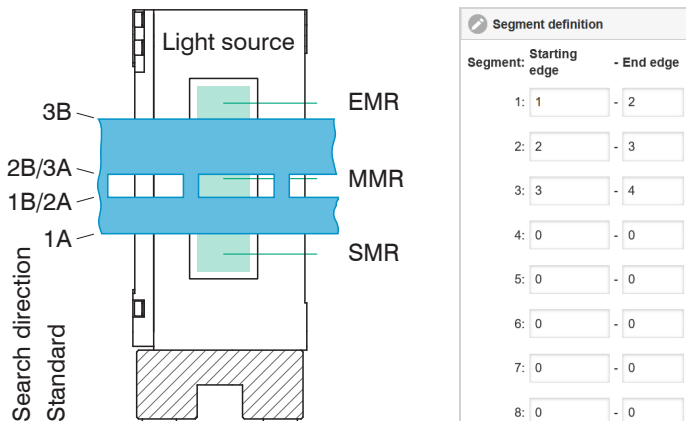 Light source
EMR
3B
2B/3A
MMR
1B/2A
1A
SMR
Search direction
Standard
Segment definition
Segment: Starting edge - End edge
1: 1 - 2
2: 2 - 3
3: 3 - 4
4: 0 - 0
5: 0 - 0
6: 0 - 0
7: 0 - 0
8: 0 - 0